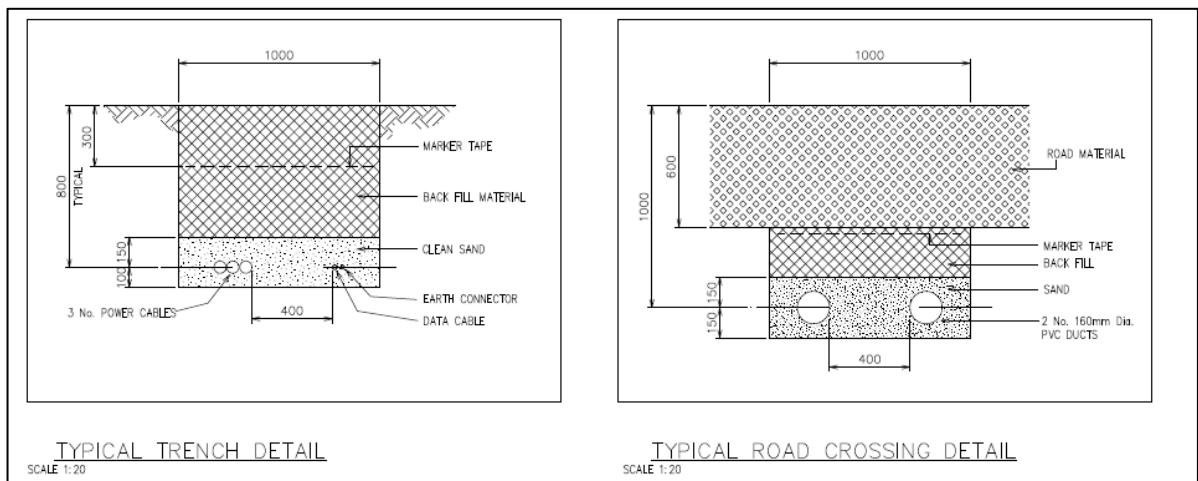 1000
300
800
TYPICAL
150
100
MARKER TAPE
BACK FILL MATERIAL
CLEAN SAND
EARTH CONNECTOR
DATA CABLE
3 No. POWER CABLES
400
TYPICAL TRENCH DETAIL
SCALE 1:20
1000
600
1000
150
150
ROAD MATERIAL
MARKER TAPE
BACK FILL
SAND
2 No. 160mm Dia.
PVC DUCTS
400
TYPICAL ROAD CROSSING DETAIL
SCALE 1:20